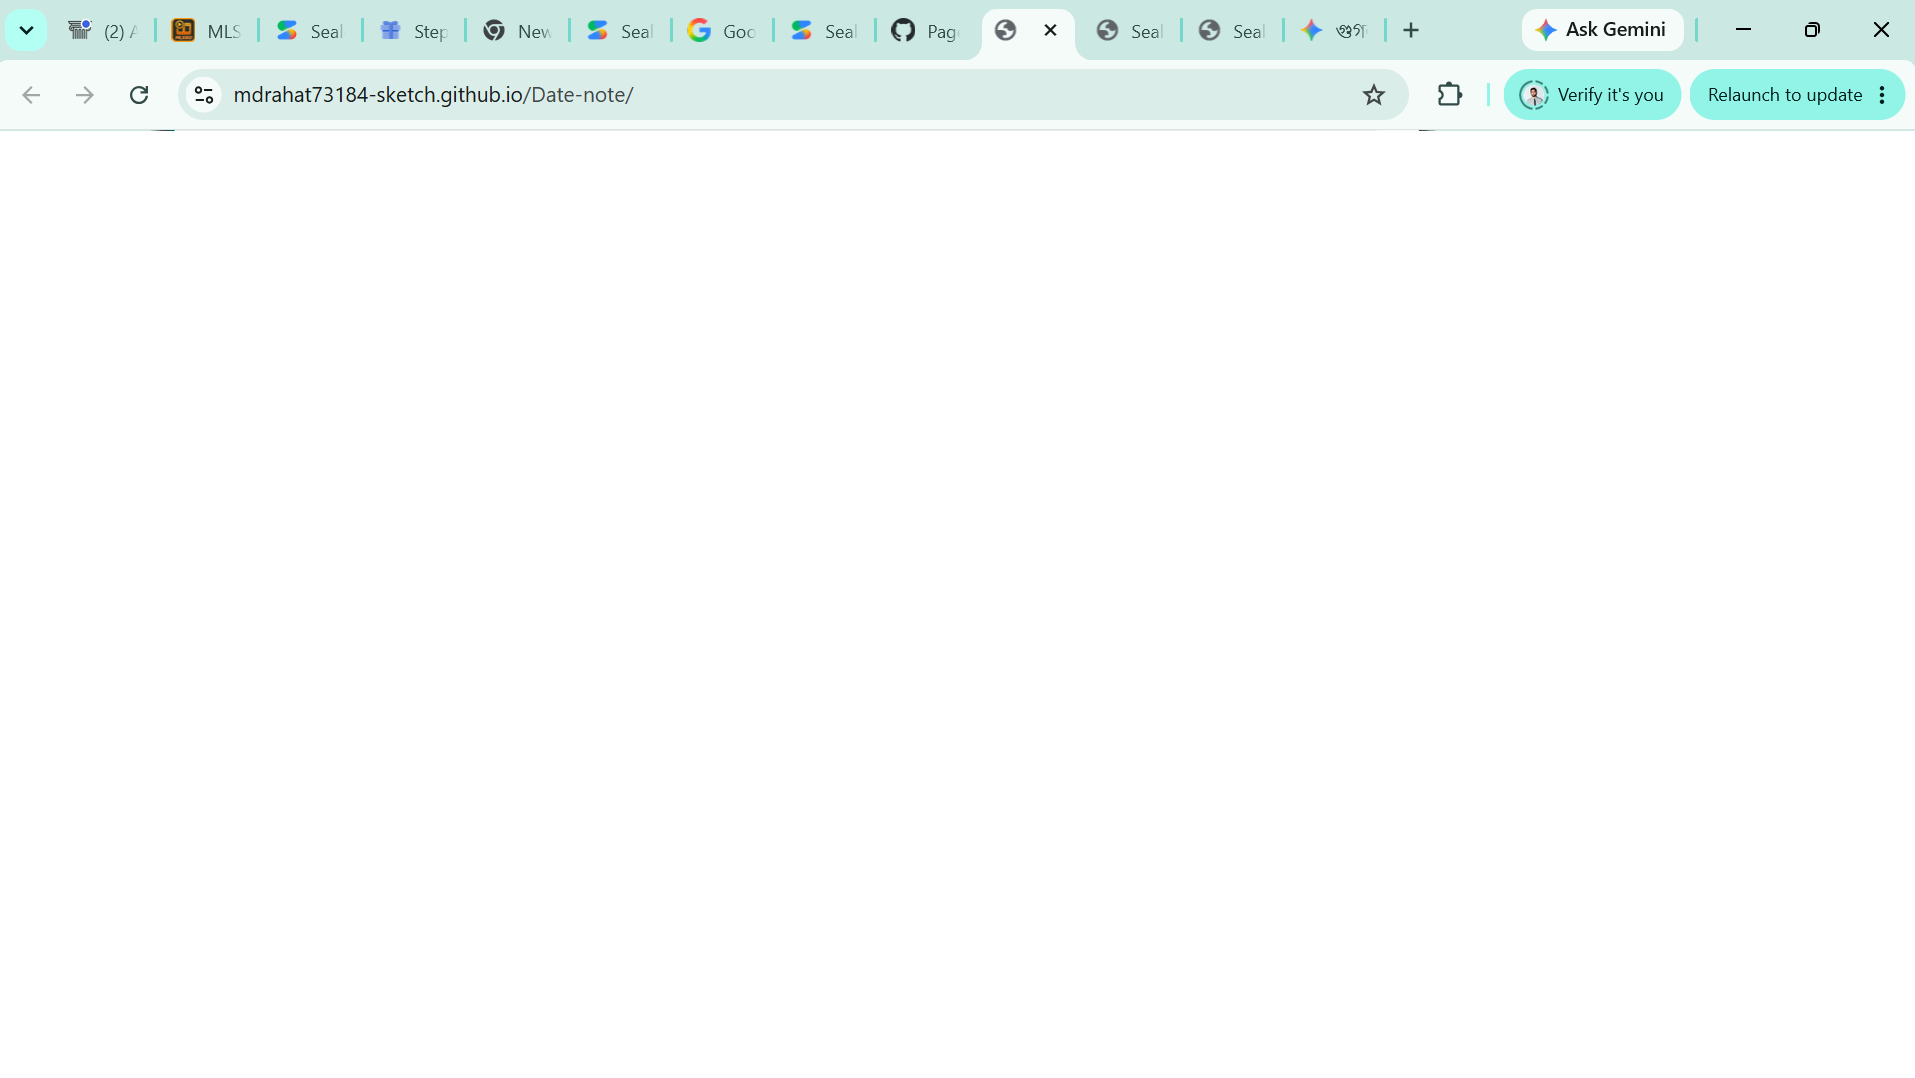 (2) A
MLS
Seal
Step
New
Seal
Goo
Seal
Page
Seal
Seal
Ask Gemini
mdrahat73184-sketch.github.io/Date-note/
Verify it's you
Relaunch to update